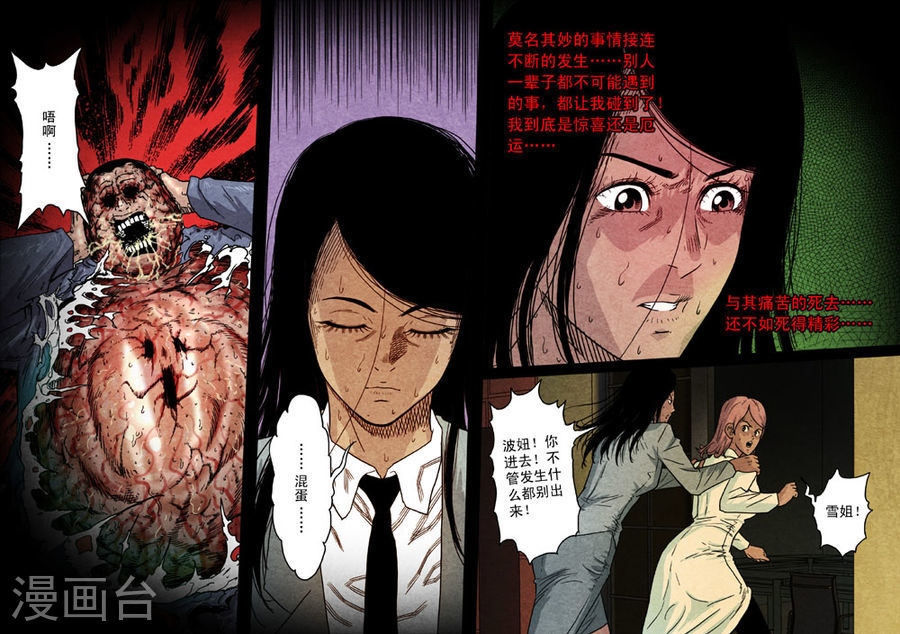 唔
啊
……
……
混
蛋
……
莫名其妙的事情接连
不断的发生……别人
一辈子都不可能遇到
的事，都让我碰到了！
我到底是惊喜还是厄
运……
与其痛苦的死去……
还不如死得精彩……
波妞！你
进去！不
管发生什
么都别出
来！
雪姐！
漫画台